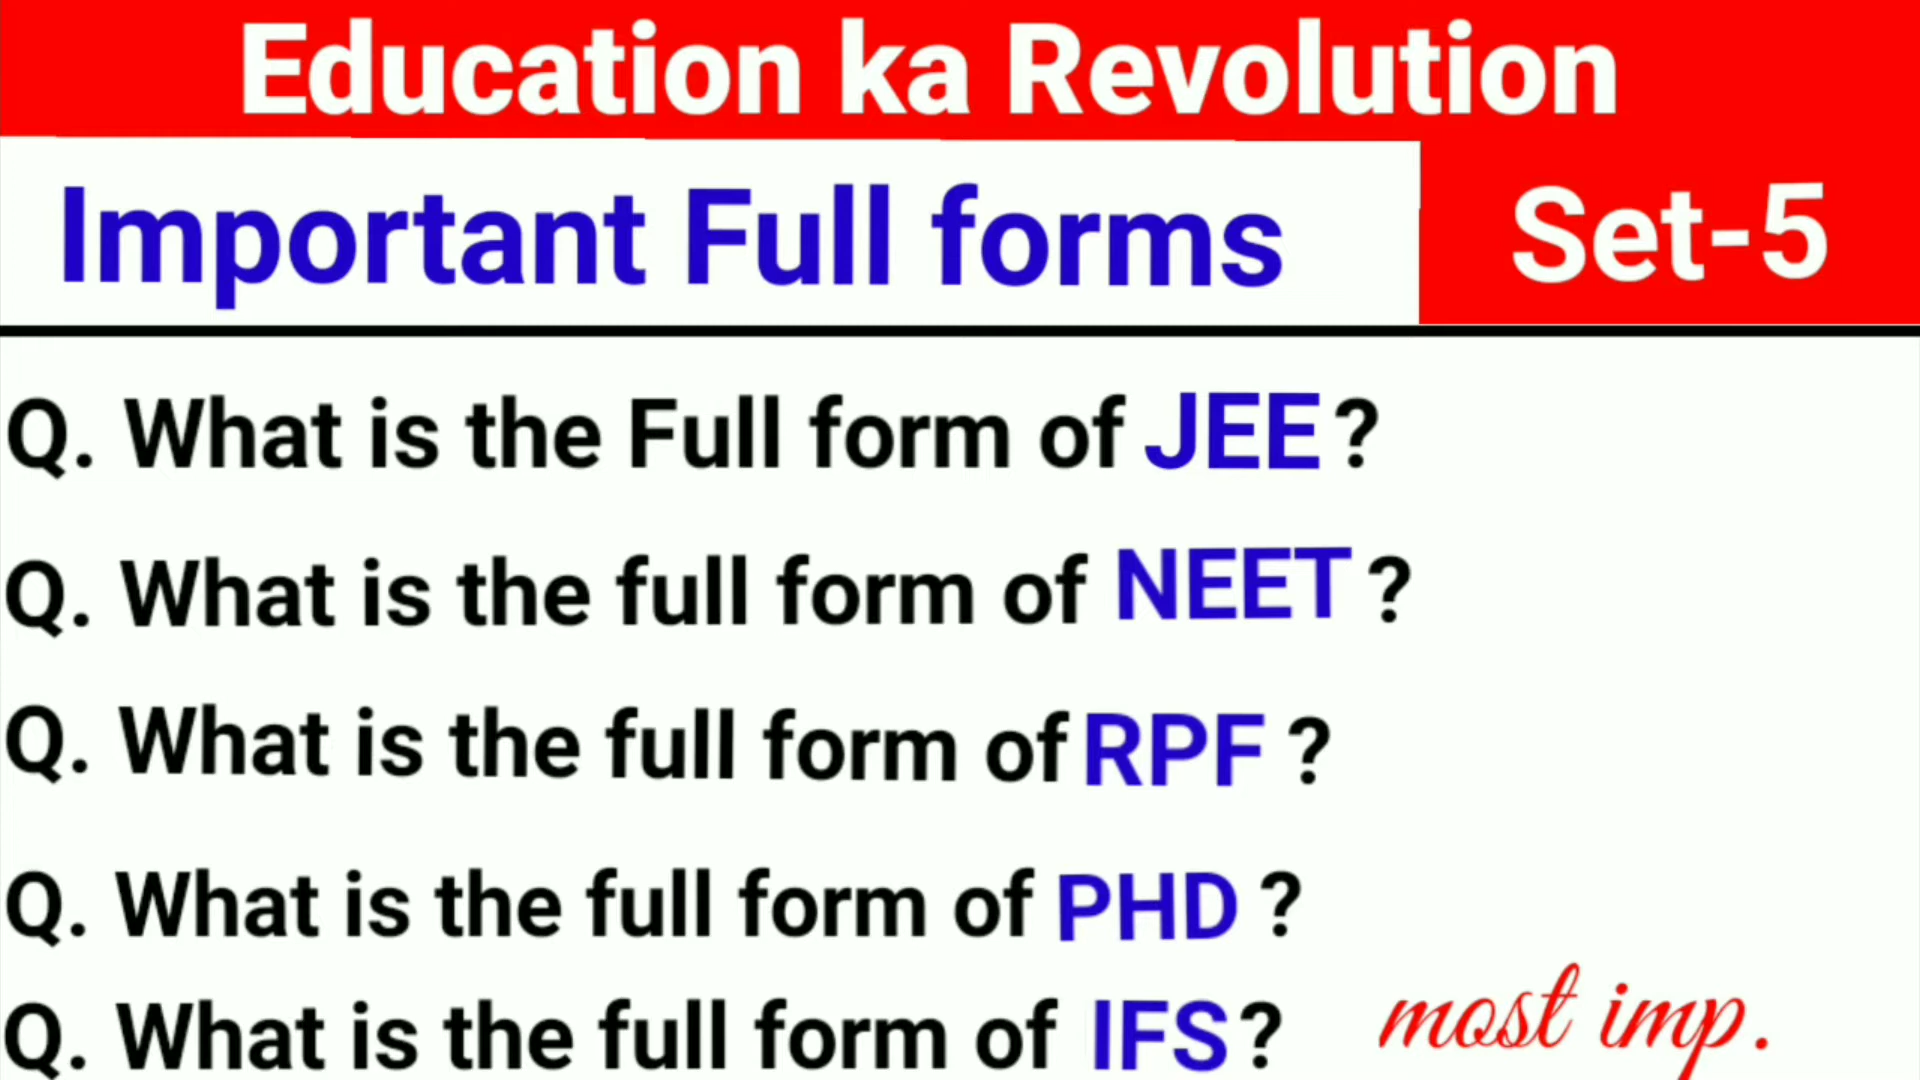 Education ka Revolution
Important Full forms
Set-5
Q. What is the Full form of JEE?
Q. What is the full form of NEET?
Q. What is the full form of RPF ?
Q. What is the full form of PHD ?
Q. What is the full form of IFS?
most imp.